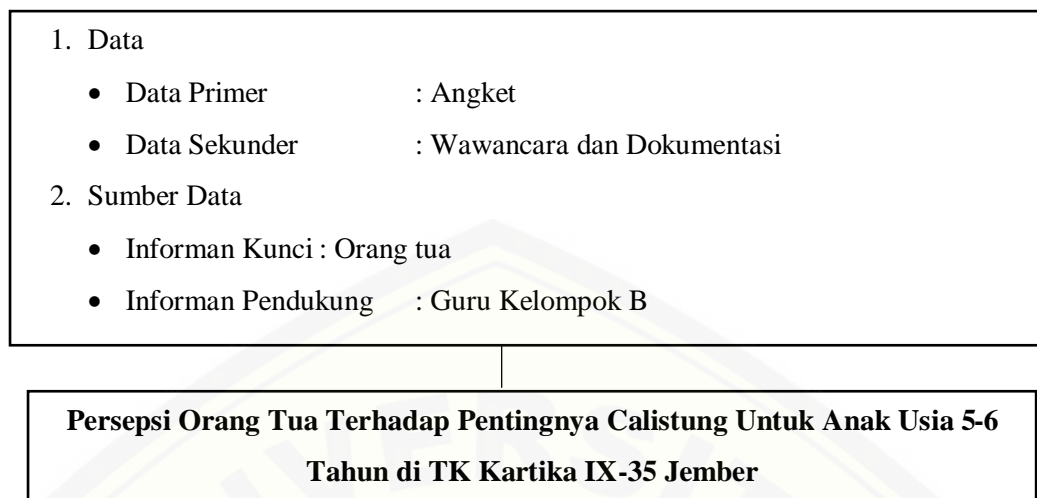 1. Data
• Data Primer : Angket
• Data Sekunder : Wawancara dan Dokumentasi
2. Sumber Data
• Informan Kunci : Orang tua
• Informan Pendukung : Guru Kelompok B
Persepsi Orang Tua Terhadap Pentingnya Calistung Untuk Anak Usia 5-6
Tahun di TK Kartika IX-35 Jember